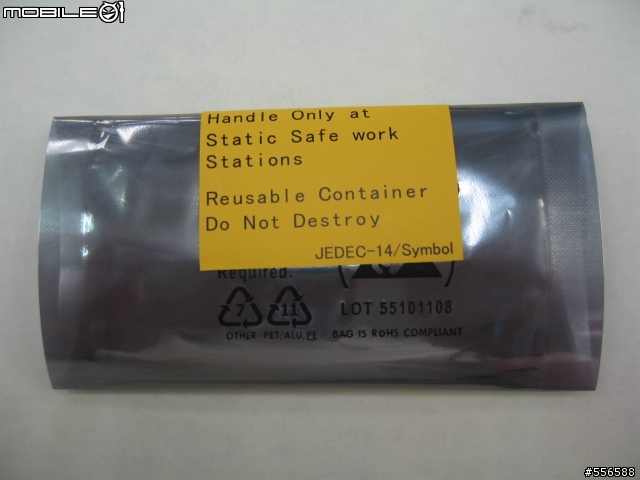 MOBILE01
Handle Only at
Static Safe work
Stations
Reusable Container
Do Not Destroy
JEDEC-14/Symbol
Required.
7 11 LOT 55101108
OTHER PET/ALU/PE BAG IS ROHS COMPLIANT
#556588